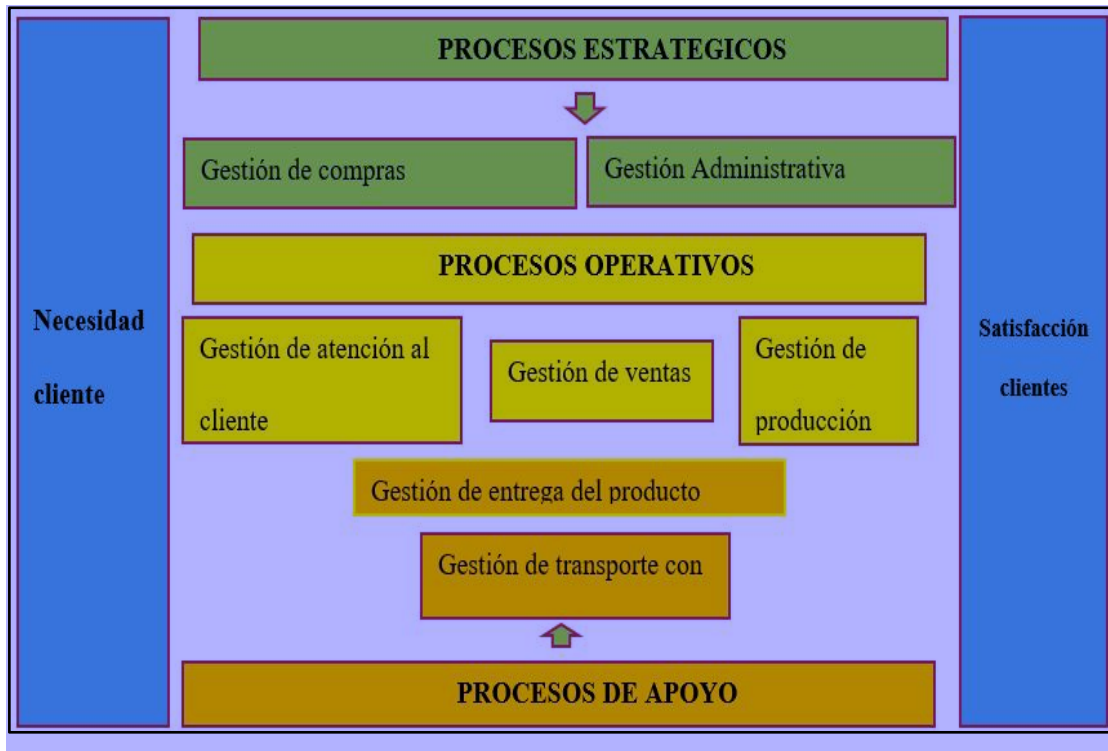 PROCESOS ESTRATEGICOS
Gestión de compras
Gestión Administrativa
PROCESOS OPERATIVOS
Necesidad
cliente
Gestión de atención al
cliente
Gestión de ventas
Gestión de
producción
Satisfacción
clientes
Gestión de entrega del producto
Gestión de transporte con
PROCESOS DE APOYO